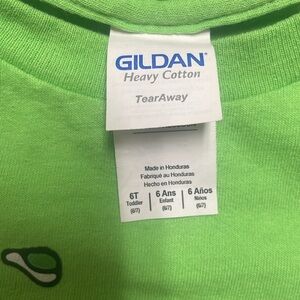 GILDAN®
Heavy Cotton
TearAway
Made in Honduras
Fabriqué au Honduras
Hecho en Honduras
6T 6 Ans 6 Años
Toddler Enfant Niños
(6/7) (6/7) (6/7)